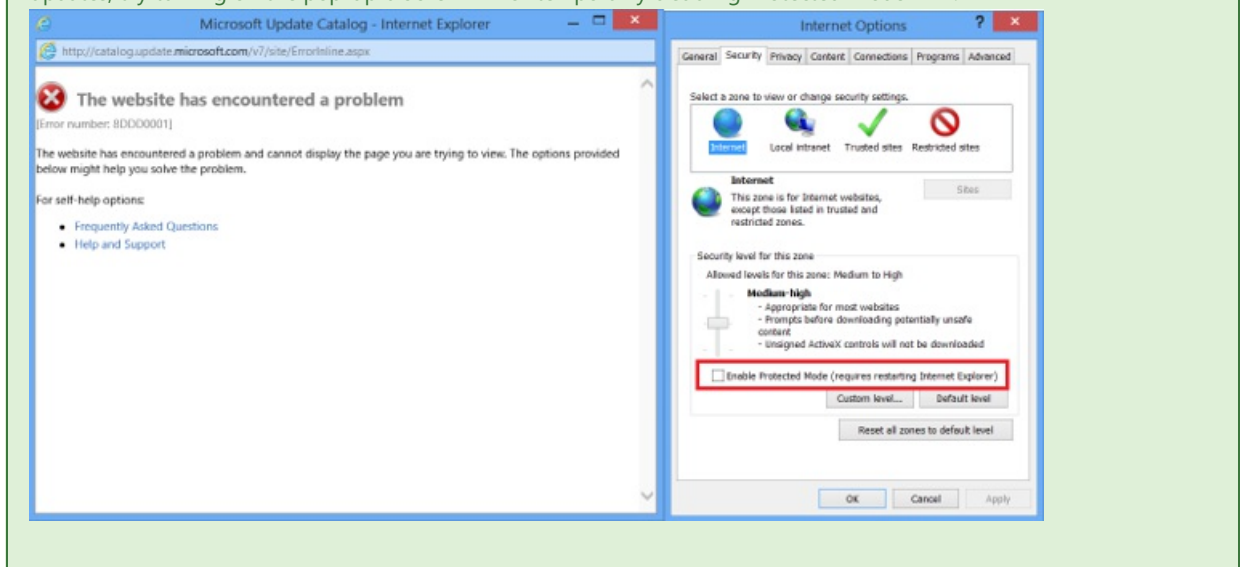 Microsoft Update Catalog - Internet Explorer
http://catalog.update.microsoft.com/v7/site/ErrorInline.aspx
The website has encountered a problem
[Error number: 8DDD0001]
The website has encountered a problem and cannot display the page you are trying to view. The options provided
below might help you solve the problem.
For self-help options:
• Frequently Asked Questions
• Help and Support
Internet Options
?
General Security Privacy Content Connections Programs Advanced
Select a zone to view or change security settings.
Internet Local intranet Trusted sites Restricted sites
Internet
Sites
This zone is for Internet websites,
except those listed in trusted and
restricted zones.
Security level for this zone
Allowed levels for this zone: Medium to High
Medium-high
- Appropriate for most websites
- Prompts before downloading potentially unsafe
content
- Unsigned ActiveX controls will not be downloaded
Enable Protected Mode (requires restarting Internet Explorer)
Custom level... Default level
Reset all zones to default level
OK Cancel Apply